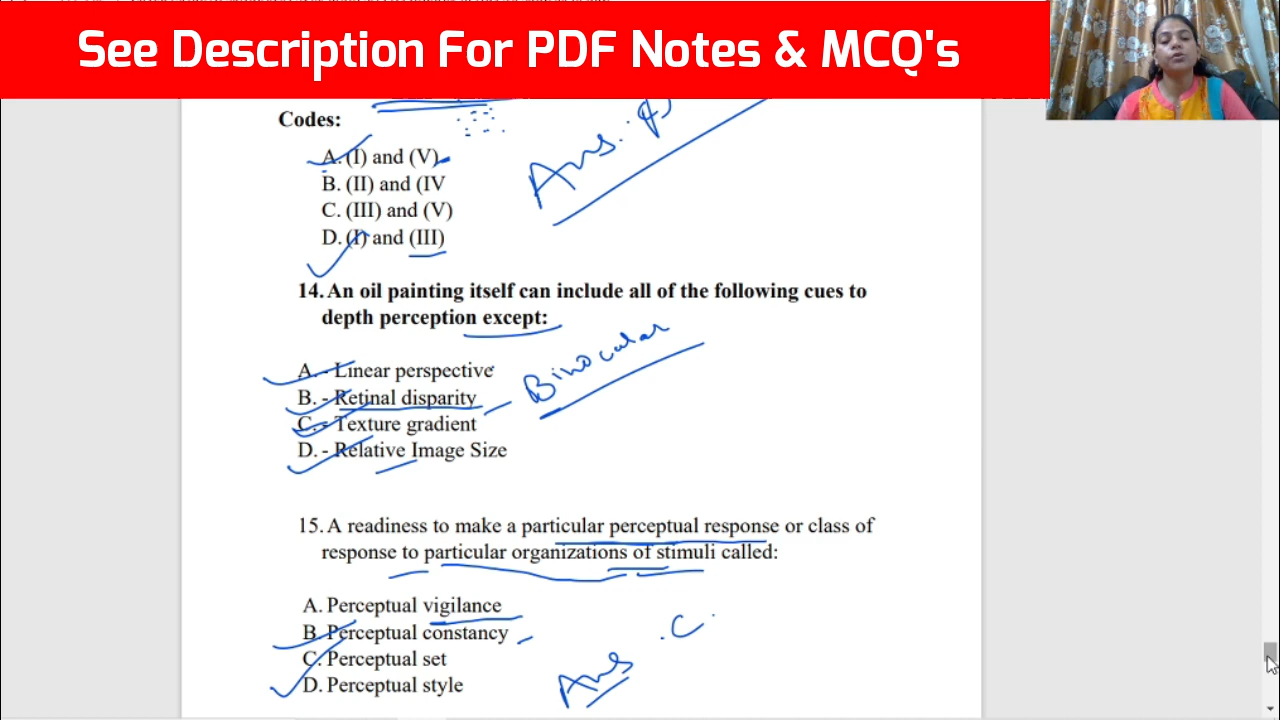 See Description For PDF Notes & MCQ's
Codes:
A. (I) and (V)
B. (II) and (IV
C. (III) and (V)
D. (I) and (III)
Ans.
14. An oil painting itself can include all of the following cues to
depth perception except:
A. - Linear perspective
B. - Retinal disparity
C. - Texture gradient
D. - Relative Image Size
Binocular
15. A readiness to make a particular perceptual response or class of
response to particular organizations of stimuli called:
A. Perceptual vigilance
B. Perceptual constancy
C. Perceptual set
D. Perceptual style
Ans . C.